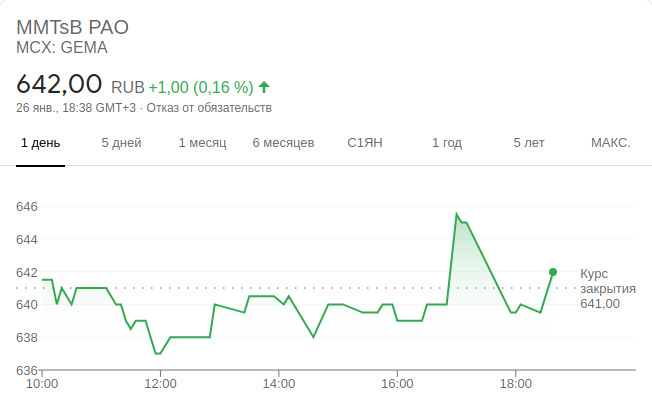 MMTsB PAO
MCX: GEMA
642,00 RUB +1,00 (0,16 %)
26 янв., 18:38 GMT+3 · Отказ от обязательств
1 день 5 дней 1 месяц 6 месяцев С1ЯН 1 год 5 лет МАКС.
646
644
642
640
638
636
Курс
закрытия
641,00
10:00 12:00 14:00 16:00 18:00